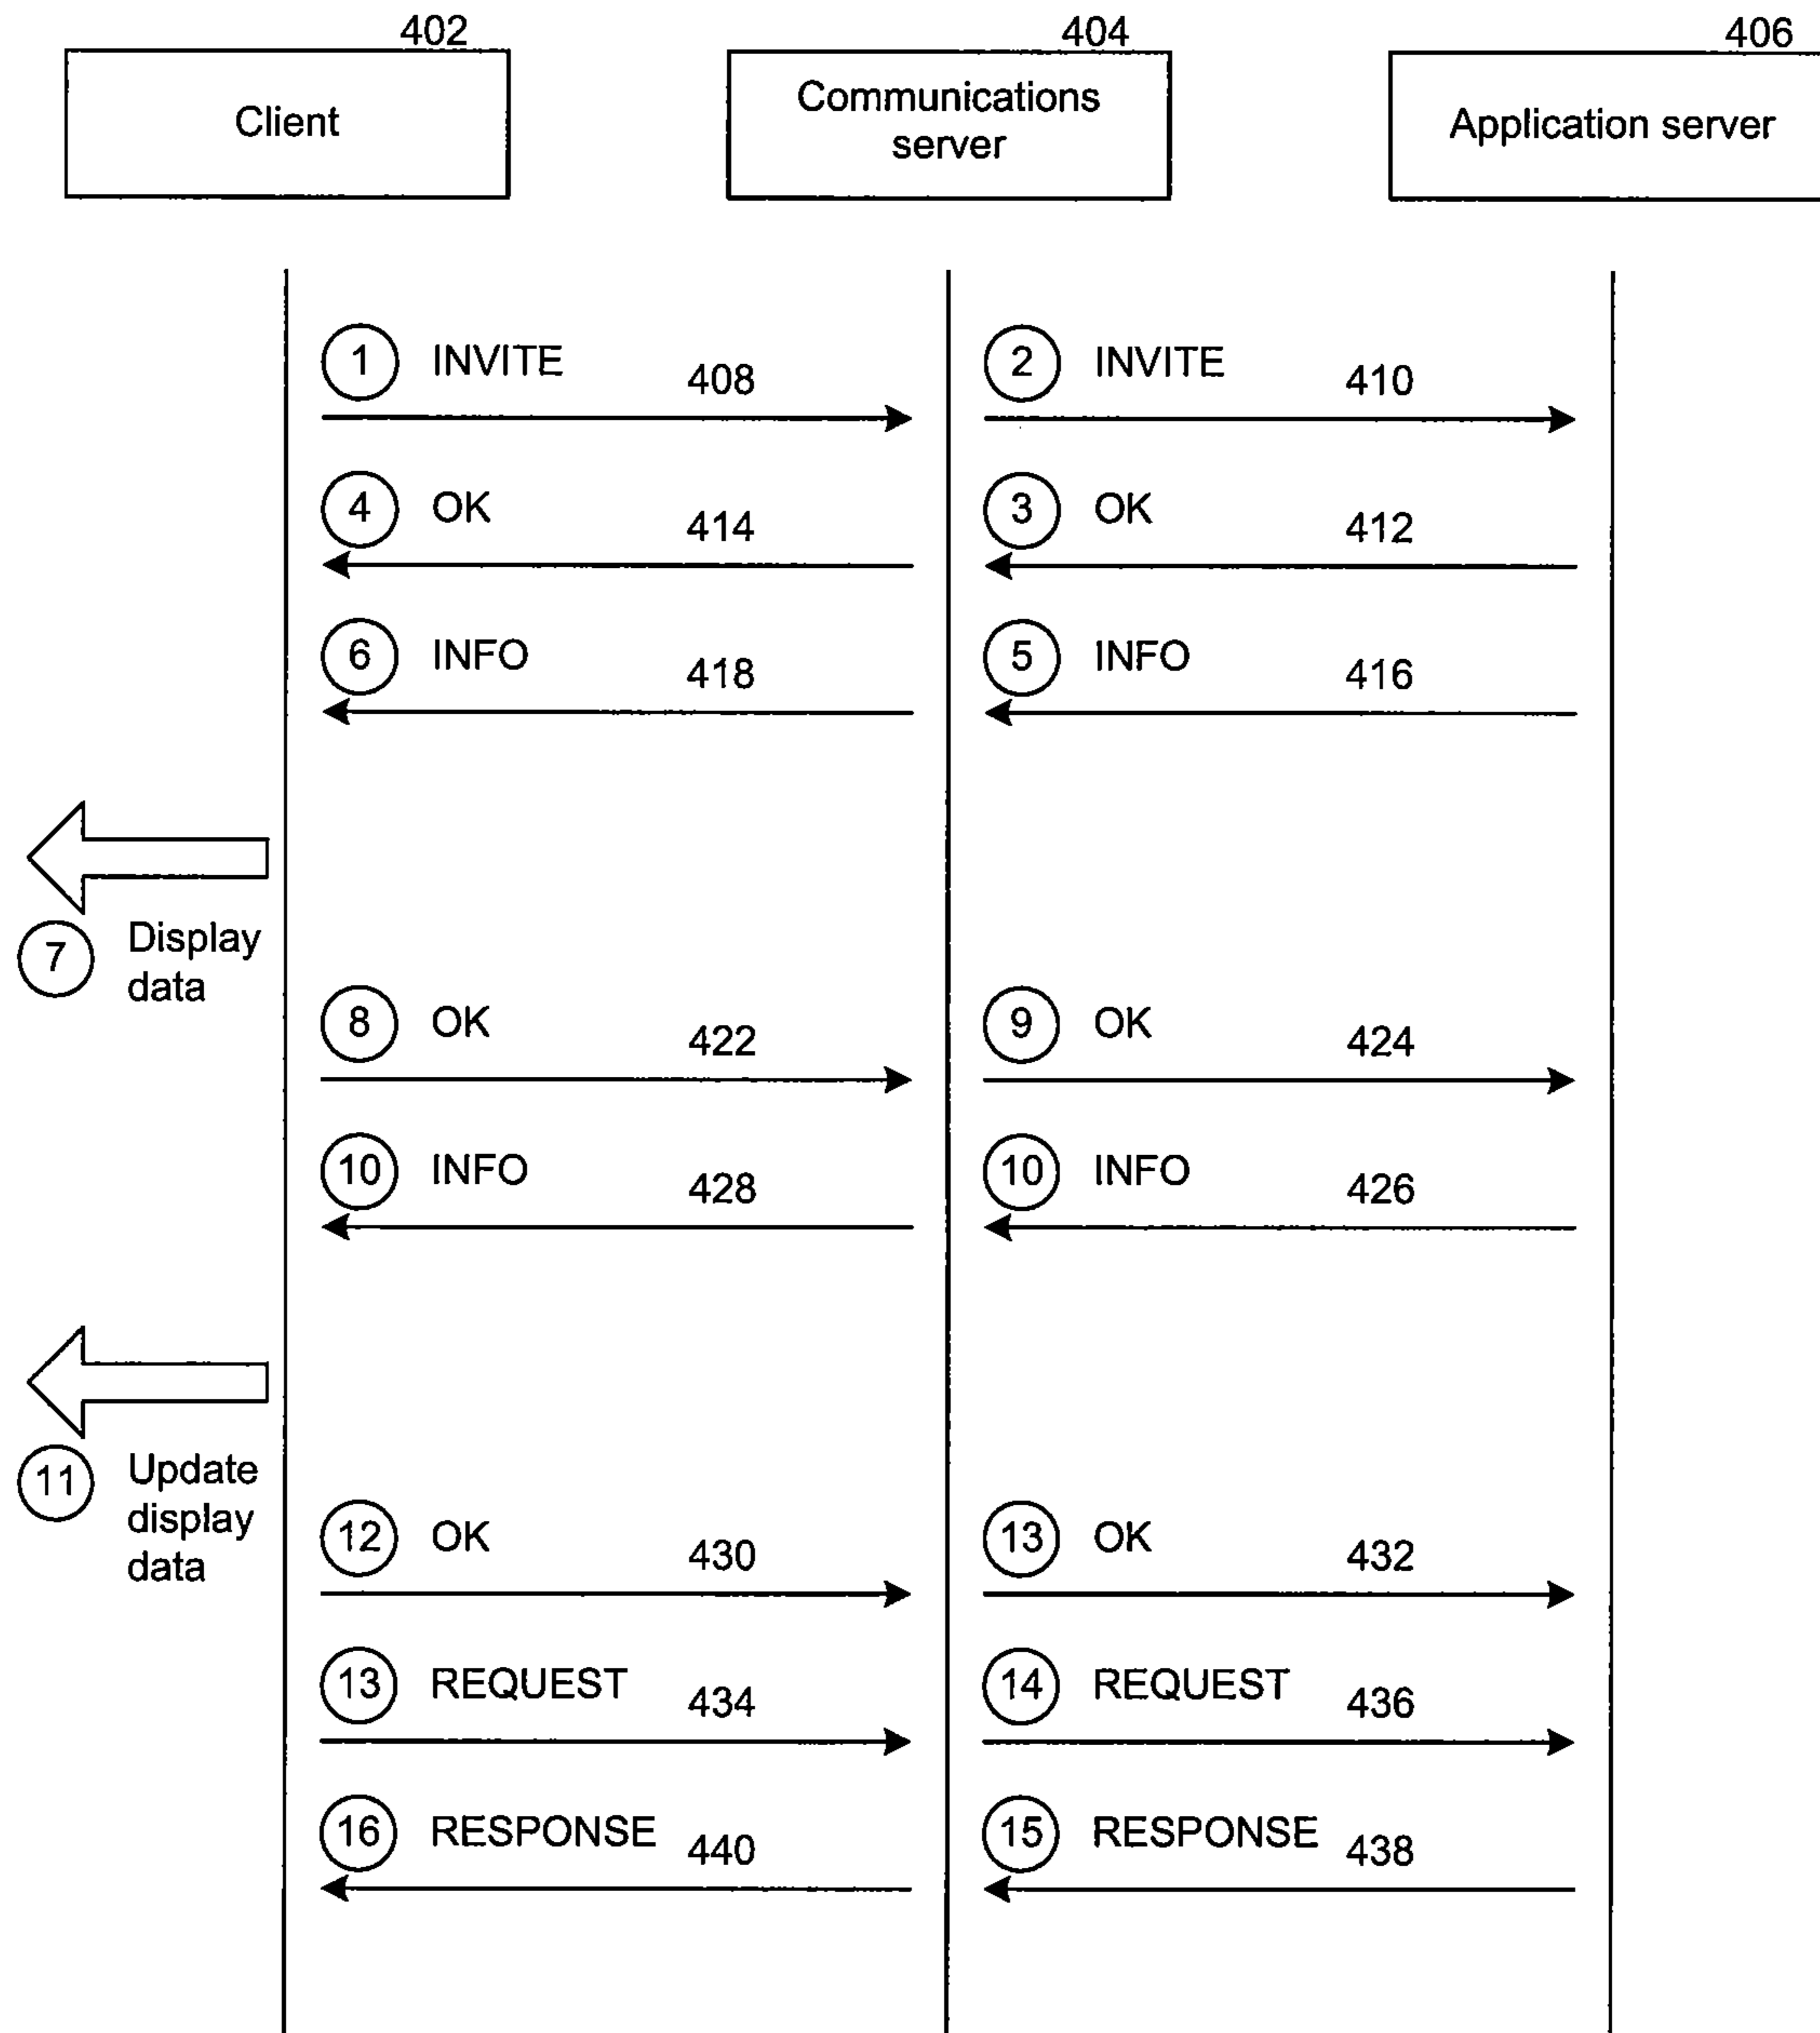 402
404
406
Client
Communications
server
Application server
1 INVITE 408
2 INVITE 410
4 OK 414
3 OK 412
6 INFO 418
5 INFO 416
7 Display
data
8 OK 422
9 OK 424
10 INFO 428
10 INFO 426
11 Update
display
data
12 OK 430
13 OK 432
13 REQUEST 434
14 REQUEST 436
16 RESPONSE 440
15 RESPONSE 438